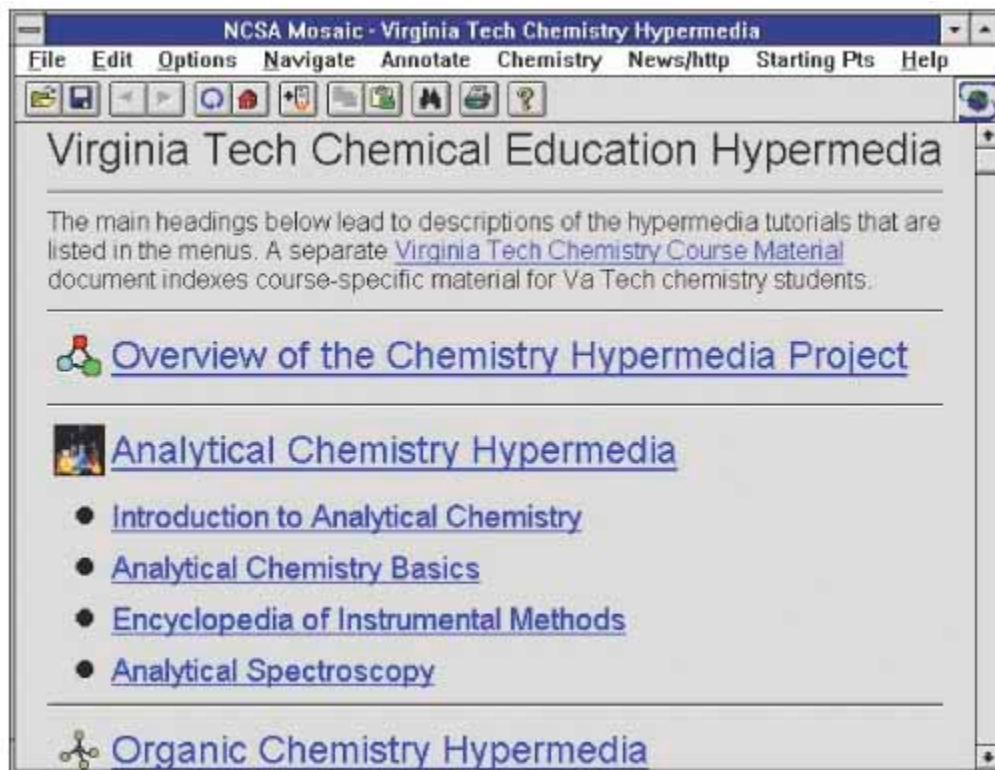 NCSA Mosaic - Virginia Tech Chemistry Hypermedia
File Edit Options Navigate Annotate Chemistry News/http Starting Pts Help
Virginia Tech Chemical Education Hypermedia
The main headings below lead to descriptions of the hypermedia tutorials that are
listed in the menus. A separate Virginia Tech Chemistry Course Material
document indexes course-specific material for Va Tech chemistry students.
Overview of the Chemistry Hypermedia Project
Analytical Chemistry Hypermedia
Introduction to Analytical Chemistry
Analytical Chemistry Basics
Encyclopedia of Instrumental Methods
Analytical Spectroscopy
Organic Chemistry Hypermedia